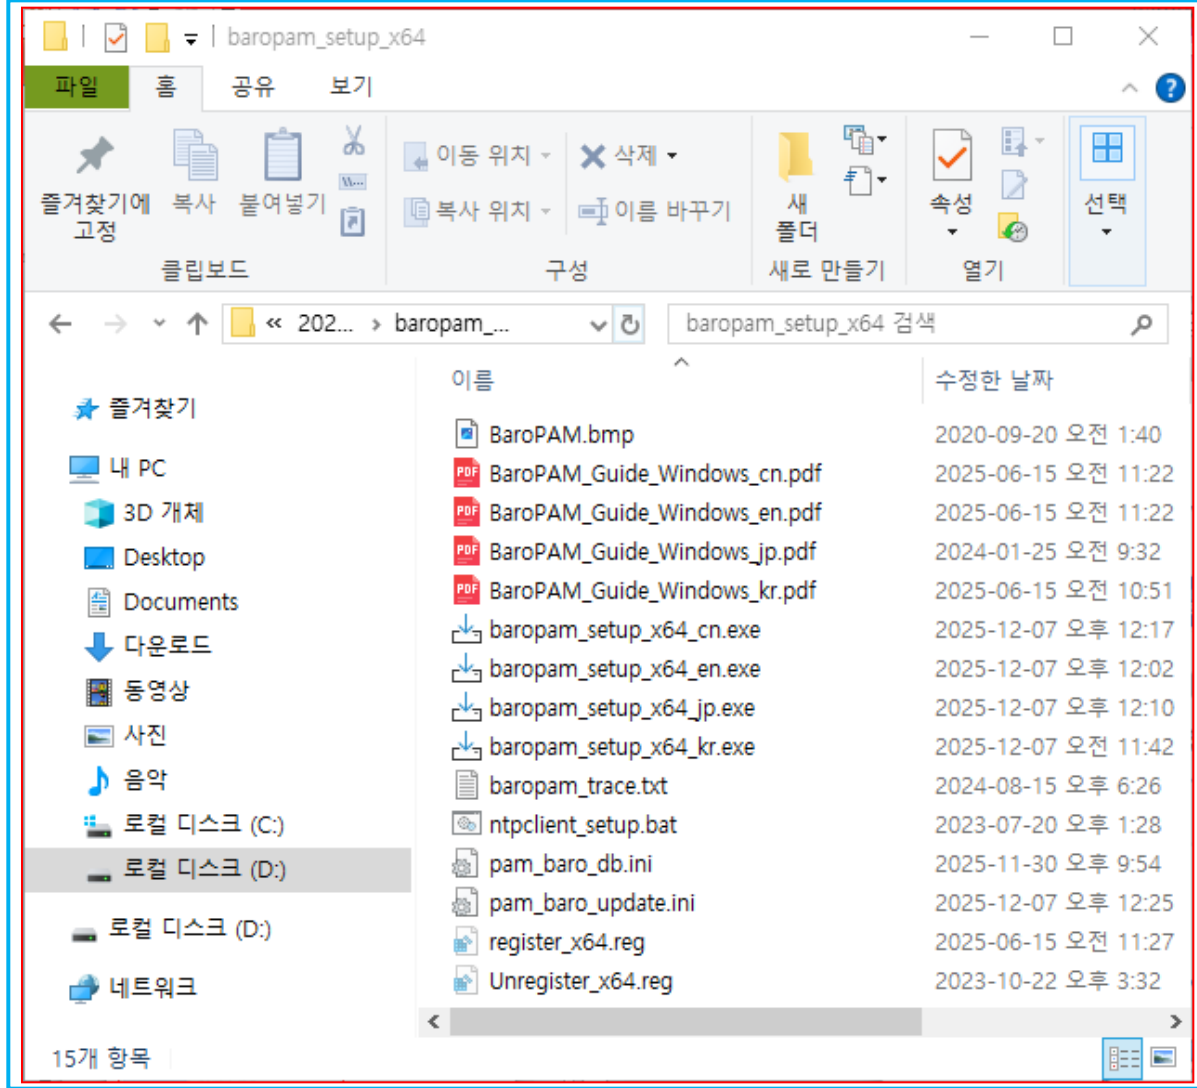 baropam_setup_x64
파일 홈 공유 보기
즐겨찾기에 고정
복사
붙여넣기
이동 위치
복사 위치
삭제
이름 바꾸기
새 폴더
속성
선택
클립보드 구성 새로 만들기 열기
« 202... › baropam_...
baropam_setup_x64 검색
즐겨찾기
내 PC
3D 개체
Desktop
Documents
다운로드
동영상
사진
음악
로컬 디스크 (C:)
로컬 디스크 (D:)
로컬 디스크 (D:)
네트워크
이름 수정한 날짜
BaroPAM.bmp 2020-09-20 오전 1:40
BaroPAM_Guide_Windows_cn.pdf 2025-06-15 오전 11:22
BaroPAM_Guide_Windows_en.pdf 2025-06-15 오전 11:22
BaroPAM_Guide_Windows_jp.pdf 2024-01-25 오전 9:32
BaroPAM_Guide_Windows_kr.pdf 2025-06-15 오전 10:51
baropam_setup_x64_cn.exe 2025-12-07 오후 12:17
baropam_setup_x64_en.exe 2025-12-07 오후 12:02
baropam_setup_x64_jp.exe 2025-12-07 오후 12:10
baropam_setup_x64_kr.exe 2025-12-07 오전 11:42
baropam_trace.txt 2024-08-15 오후 6:26
ntpclient_setup.bat 2023-07-20 오후 1:28
pam_baro_db.ini 2025-11-30 오후 9:54
pam_baro_update.ini 2025-12-07 오후 12:25
register_x64.reg 2025-06-15 오전 11:27
Unregister_x64.reg 2023-10-22 오후 3:32
15개 항목